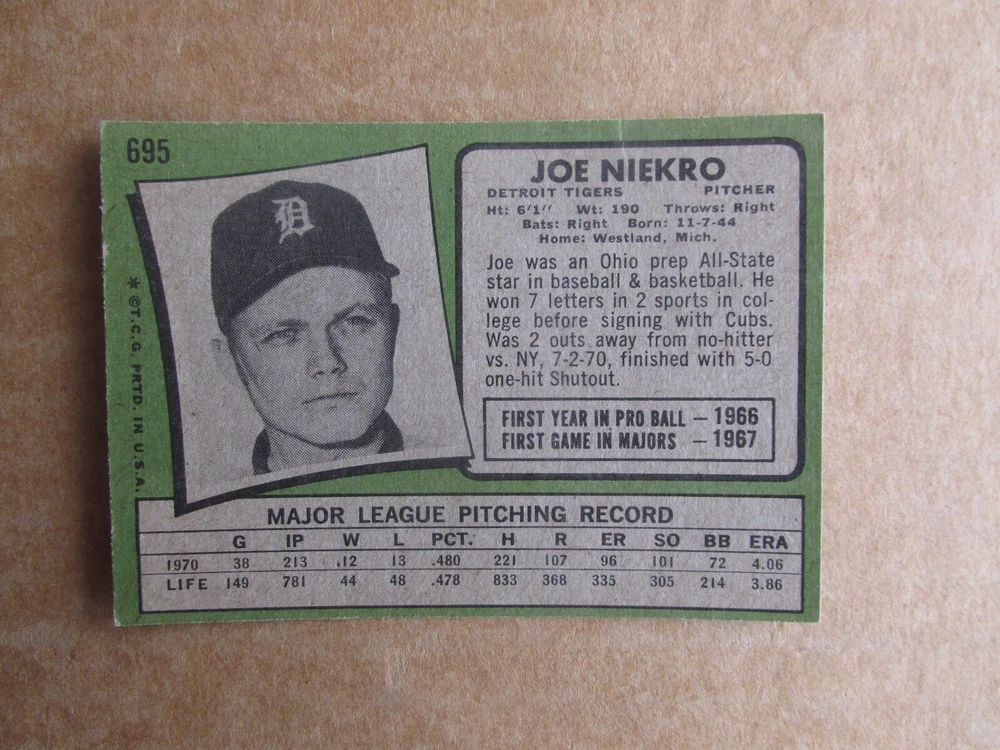 695
JOE NIEKRO
DETROIT TIGERS PITCHER
Ht: 6'1" Wt: 190 Throws: Right
Bats: Right Born: 11-7-44
Home: Westland, Mich.
Joe was an Ohio prep All-State
star in baseball & basketball. He
won 7 letters in 2 sports in col-
lege before signing with Cubs.
Was 2 outs away from no-hitter
vs. NY, 7-2-70, finished with 5-0
one-hit Shutout.
FIRST YEAR IN PRO BALL – 1966
FIRST GAME IN MAJORS – 1967
D
* © T.C.G. PRTD. IN U.S.A.
MAJOR LEAGUE PITCHING RECORD
G IP W L PCT. H R ER SO BB ERA
1970 38 213 12 13 .480 221 107 96 101 72 4.06
LIFE 149 781 44 48 .478 833 368 335 305 214 3.86